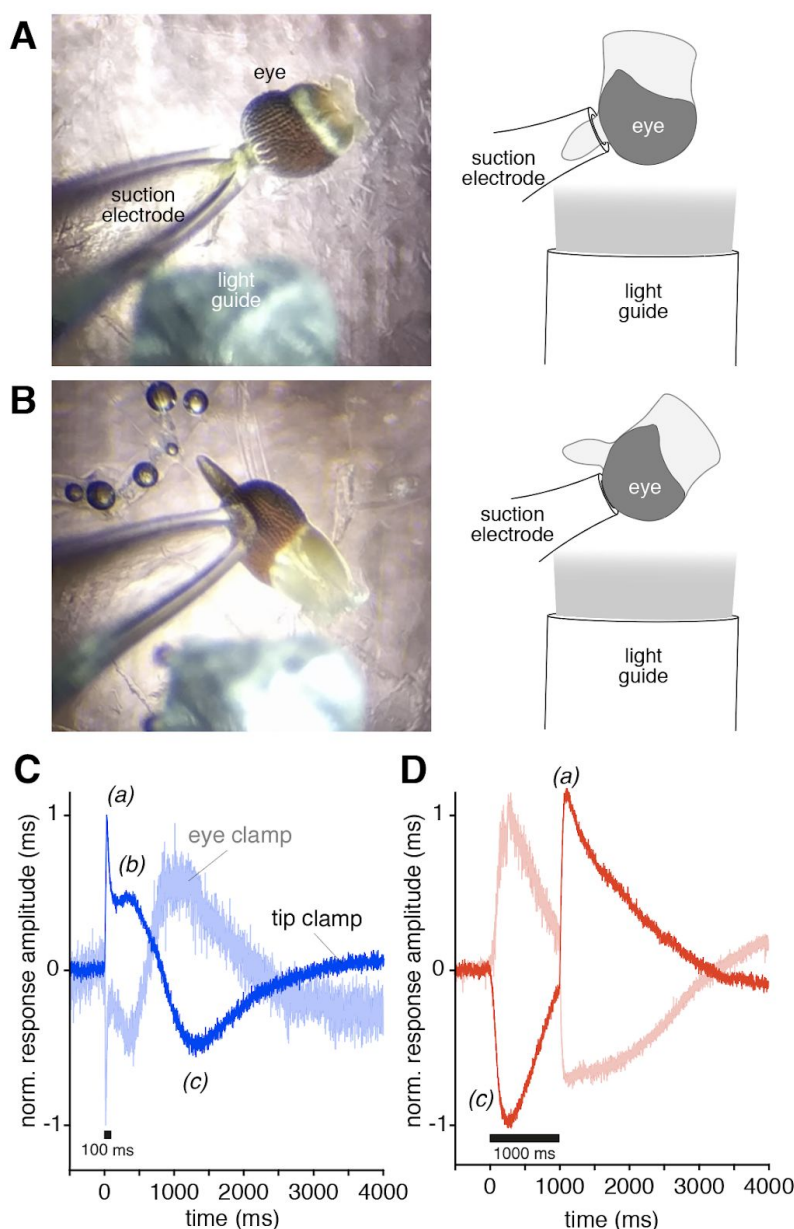 A
eye
suction
electrode
light
guide
eye
suction
electrode
light
guide
B
eye
suction
electrode
light
guide
C
D
(a)
(b)
eye clamp
tip clamp
(c)
norm. response amplitude (ms)
1
0
-1
100 ms
0 1000 2000 3000 4000
time (ms)
(a)
(c)
norm. response amplitude (ms)
1
0
-1
1000 ms
0 1000 2000 3000 4000
time (ms)